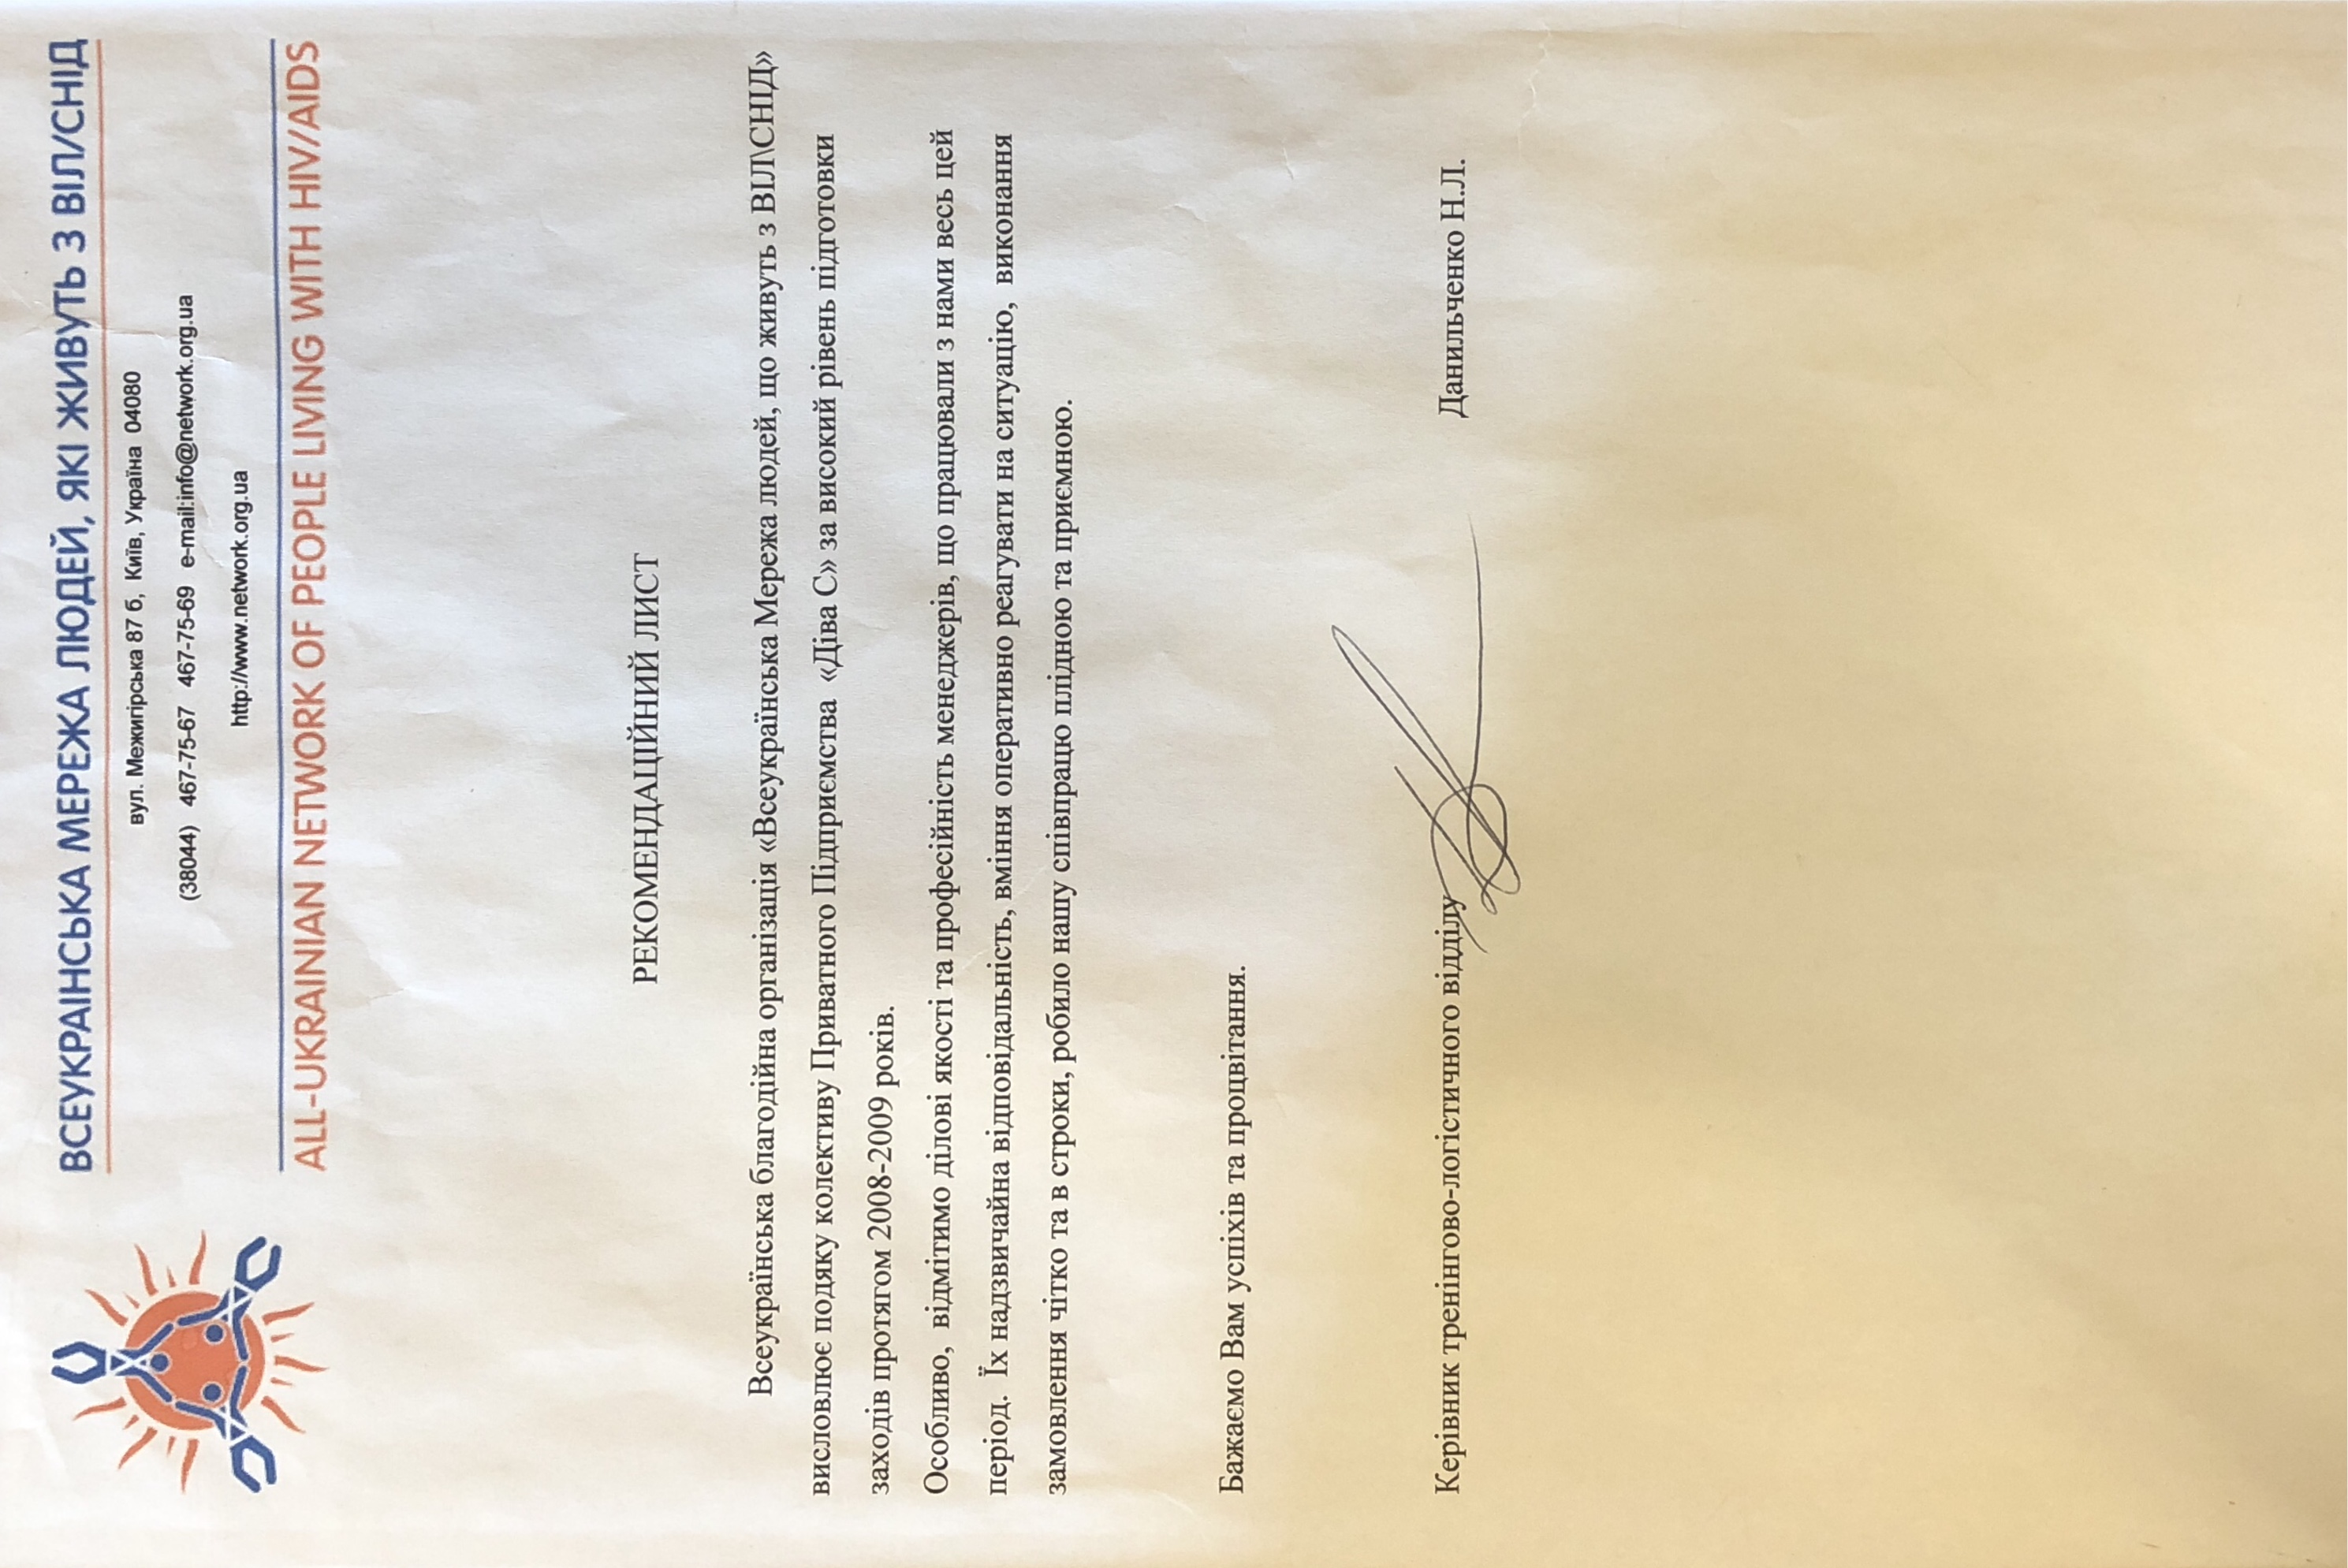 ВСЕУКРАІНСЬКА МЕРЕЖА ЛЮДЕЙ, ЯКІ ЖИВУТЬ З ВІЛ/СНІД
вул. Межигірська 87 б, Київ, Україна 04080
(38044) 467-75-67 467-75-69 e-mail:info@network.org.ua
http://www.network.org.ua
ALL-UKRAINIAN NETWORK OF PEOPLE LIVING WITH HIV/AIDS
РЕКОМЕНДАЦІЙНИЙ ЛИСТ
Всеукраїнська благодійна організація «Всеукраїнська Мережа людей, що живуть з ВІЛ\СНІД»
висловлює подяку колективу Приватного Підприємства «Діва С» за високий рівень підготовки
заходів протягом 2008-2009 років.
Особливо, відмітимо ділові якості та професійність менеджерів, що працювали з нами весь цей
період. Їх надзвичайна відповідальність, вміння оперативно реагувати на ситуацію, виконання
замовлення чітко та в строки, робило нашу співпрацю плідною та приємною.
Бажаємо Вам успіхів та процвітання.
Керівник тренінгово-логістичного відділу Данильченко Н.Л.